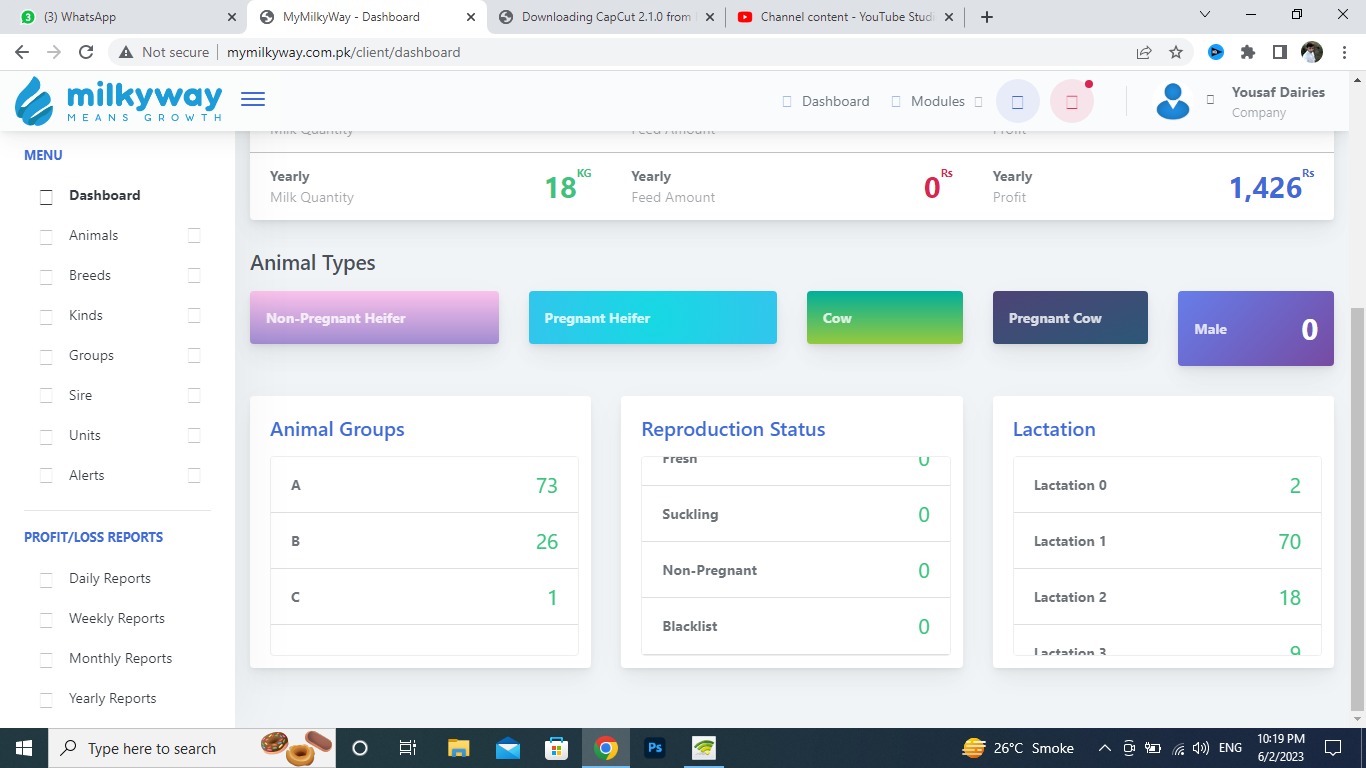 (3) WhatsApp
MyMilkyWay - Dashboard
Downloading CapCut 2.1.0 from
Channel content - YouTube Studi
Not secure
mymilkyway.com.pk/client/dashboard
milkyway
MEANS GROWTH
Dashboard
Modules
Yousaf Dairies
Company
MENU
Dashboard
Animals
Breeds
Kinds
Groups
Sire
Units
Alerts
PROFIT/LOSS REPORTS
Daily Reports
Weekly Reports
Monthly Reports
Yearly Reports
Milk Quantity
Feed Amount
Profit
Yearly
Milk Quantity
18 KG
Yearly
Feed Amount
0 Rs
Yearly
Profit
1,426 Rs
Animal Types
Non-Pregnant Heifer
Pregnant Heifer
Cow
Pregnant Cow
Male 0
Animal Groups
A 73
B 26
C 1
Reproduction Status
Fresh 0
Suckling 0
Non-Pregnant 0
Blacklist 0
Lactation
Lactation 0 2
Lactation 1 70
Lactation 2 18
Lactation 3 9
Type here to search
Ps
26°C Smoke
ENG
10:19 PM
6/2/2023